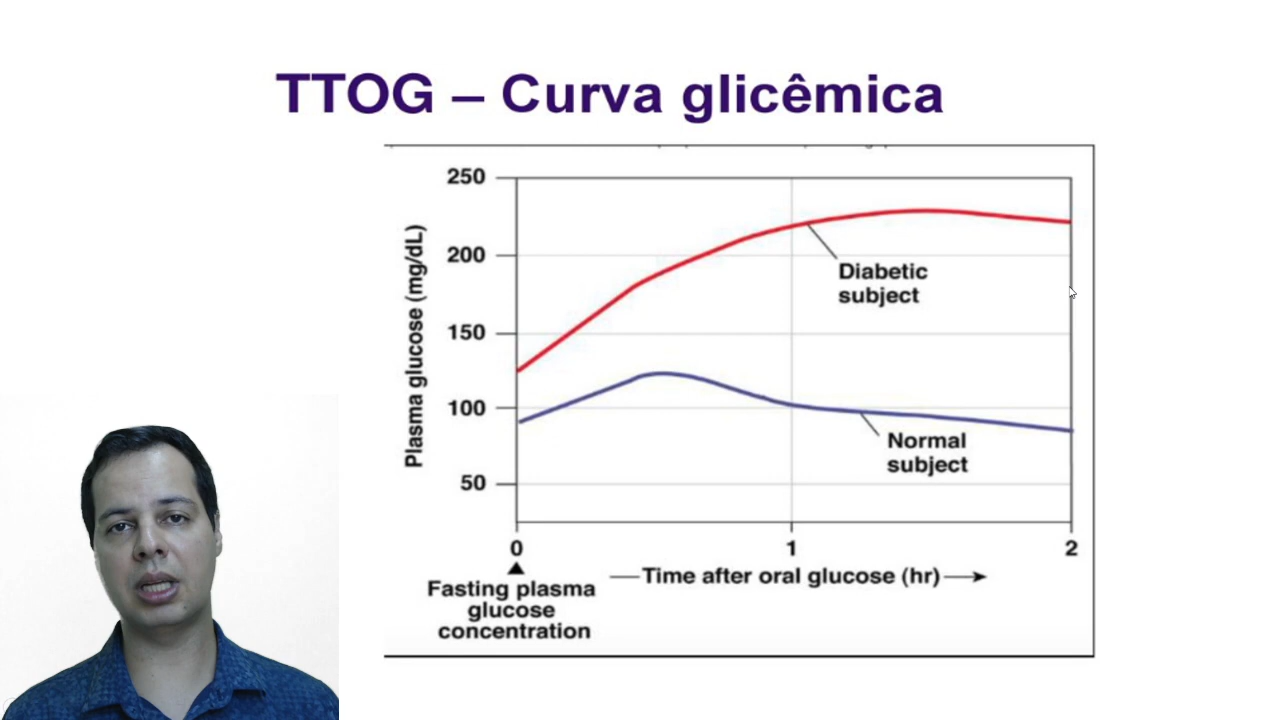 TTOG – Curva glicêmica
250
200
150
100
50
Plasma glucose (mg/dL)
Diabetic
subject
Normal
subject
0
1
2
Time after oral glucose (hr)
Fasting plasma
glucose
concentration